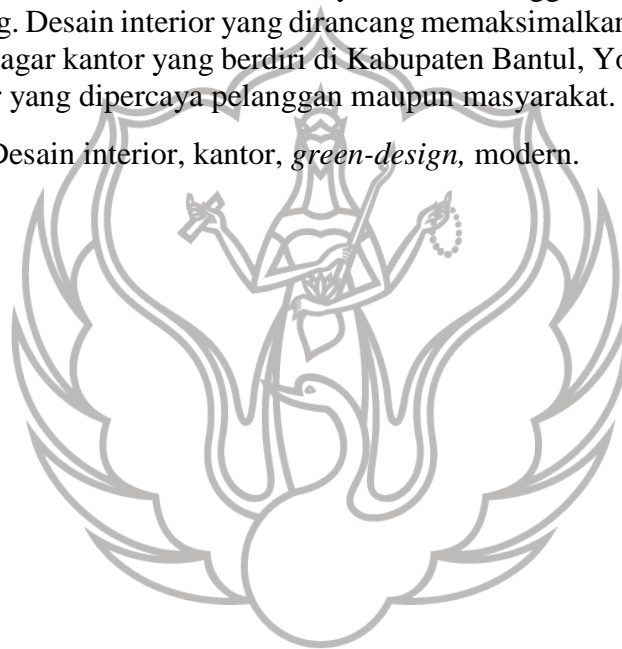 g. Desain interior yang dirancang memaksimalkan
agar kantor yang berdiri di Kabupaten Bantul, Yo
r yang dipercaya pelanggan maupun masyarakat.
Desain interior, kantor, green-design, modern.